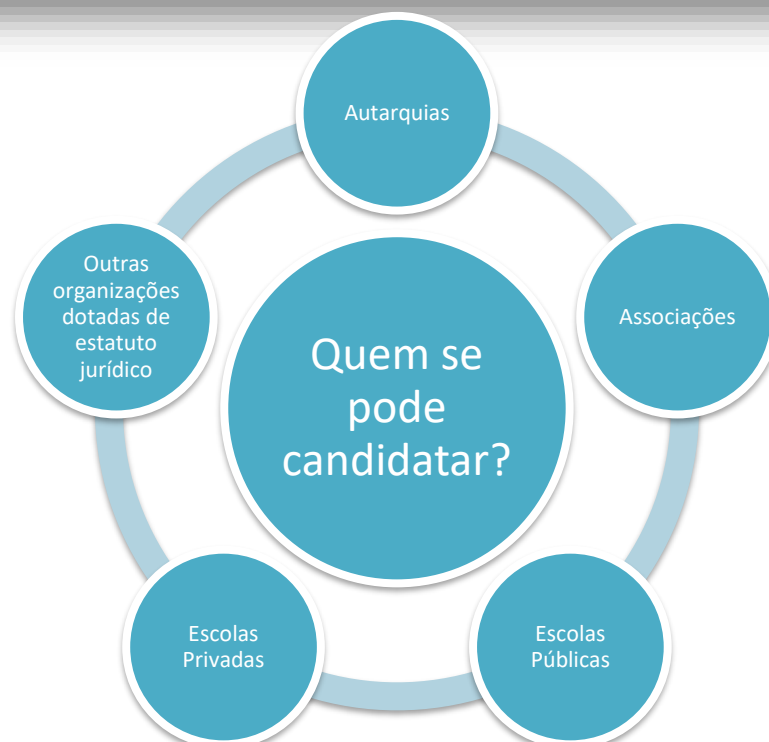 Autarquias
Outras
organizações
dotadas de
estatuto
jurídico
Associações
Quem se
pode
candidatar?
Escolas
Privadas
Escolas
Públicas